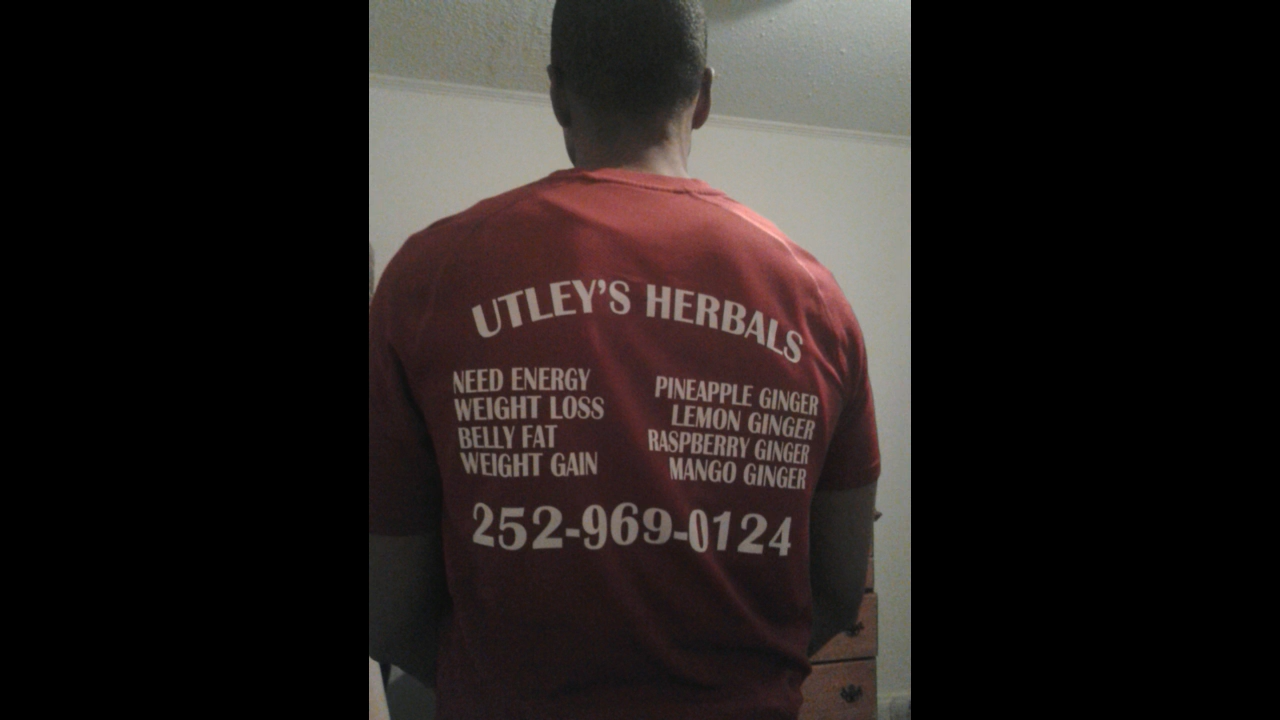 UTLEY'S HERBALS
NEED ENERGY
WEIGHT LOSS
BELLY FAT
WEIGHT GAIN
PINEAPPLE GINGER
LEMON GINGER
RASPBERRY GINGER
MANGO GINGER
252-969-0124